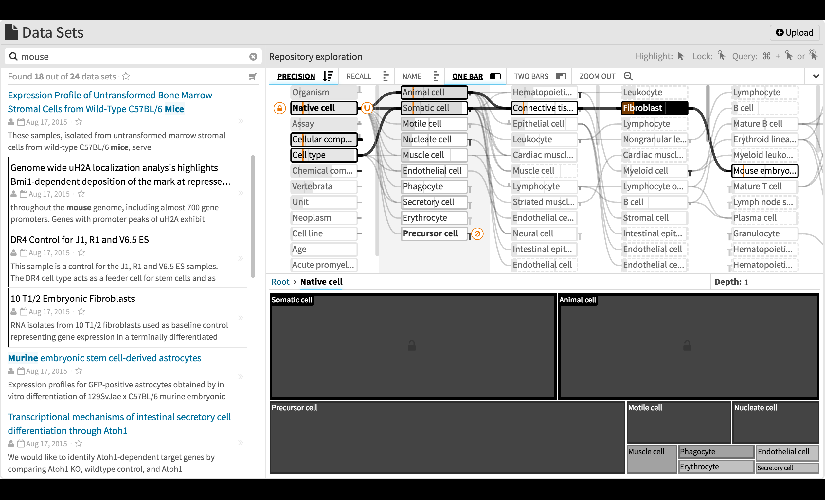 Data Sets
Upload
mouse
Repository exploration
Highlight: Lock: Query: ⌘ + or
Found 18 out of 24 data sets
PRECISION RECALL NAME ONE BAR TWO BARS ZOOM OUT
Expression Profile of Untransformed Bone Marrow
Stromal Cells from Wild-Type C57BL/6 Mice
Aug 17, 2015
These samples, isolated from untransformed marrow stromal
cells from wild-type C57BL/6 mice, serve
Genome wide uH2A localization analysis highlights
Bmi1-dependent deposition of the mark at represse...
Aug 17, 2015
throughout the mouse genome, including almost 700 gene
promoters. Genes with promoter peaks of uH2A exhibit
DR4 Control for J1, R1 and V6.5 ES
Aug 17, 2015
This sample is a control for the J1, R1 and V6.5 ES samples.
The DR4 cell type acts as a feeder cell for stem cells and as
10 T1/2 Embryonic Fibroblasts
Aug 17, 2015
RNA isolates from 10 T1/2 fibroblasts used as baseline control
representing gene expression in a terminally differentiated
Murine embryonic stem cell-derived astrocytes
Aug 17, 2015
Expression profiles for GFP-positive astrocytes obtained by in
vitro differentiation of 129SvJae x C57BL/6 murine embryonic
Transcriptional mechanisms of intestinal secretory cell
differentiation through Atoh1
Aug 17, 2015
We would like to identify Atoh1-dependent target genes by
comparing Atoh1 KO, wildtype control, and Atoh1
Organism
Native cell
Assay
Cellular comp...
Cell type
Chemical com...
Vertebrata
Unit
Neoplasm
Cell line
Age
Acute promyel...
Animal cell
Somatic cell
Motile cell
Nucleate cell
Muscle cell
Endothelial cell
Phagocyte
Secretory cell
Erythrocyte
Precursor cell
Hematopoieti...
Connective tis...
Epithelial cell
Leukocyte
Cardiac musc...
Muscle cell
Lymphocyte
Striated musc...
Endothelial ce...
Neural cell
Intestinal epit...
Endothelial cell
Leukocyte
Fibroblast
Lymphocyte
Nongranular le...
Cardiac muscl...
Myeloid cell
Lymphocyte o...
B cell
Stromal cell
Intestinal epit...
Endothelial cell
Endothelial ce...
Lymphocyte
B cell
Mature B cell
Erythroid linea...
Myeloid leuko...
Mouse embryo...
Mature T cell
Lymph node s...
Plasma cell
Granulocyte
Hematopoieti...
Hematopoieti...
Root › Native cell
Depth: 1
Somatic cell
Animal cell
Precursor cell
Motile cell
Nucleate cell
Muscle cell
Phagocyte
Endothelial cell
Erythrocyte
Secretory cell